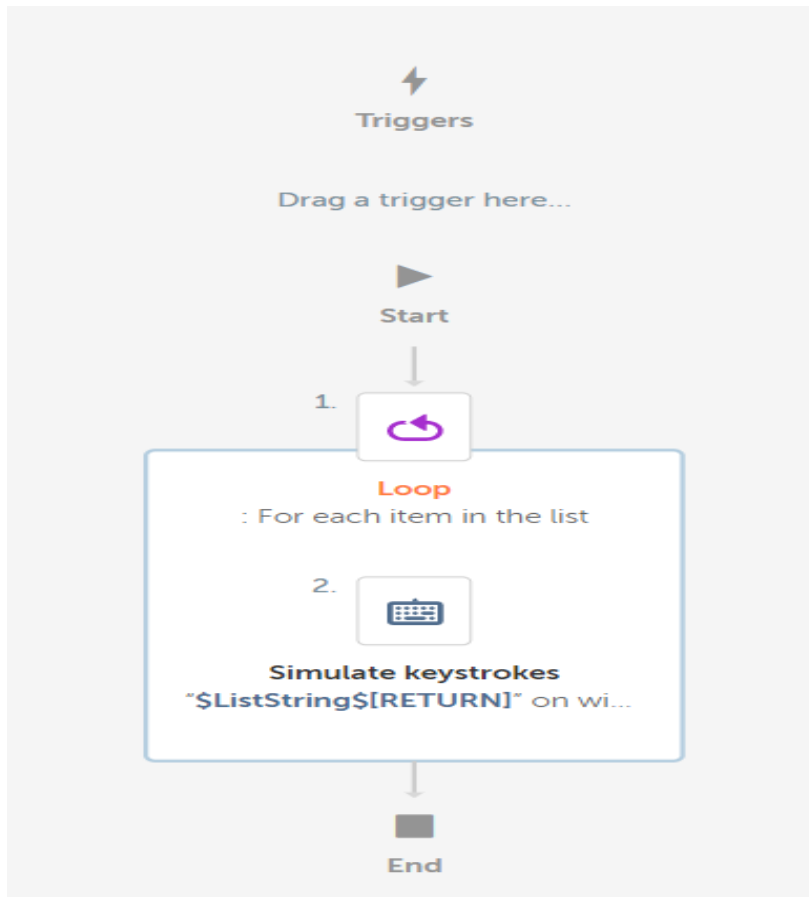 Triggers
Drag a trigger here...
Start
1.
Loop
: For each item in the list
2.
Simulate keystrokes
"$ListString$[RETURN]" on wi...
End